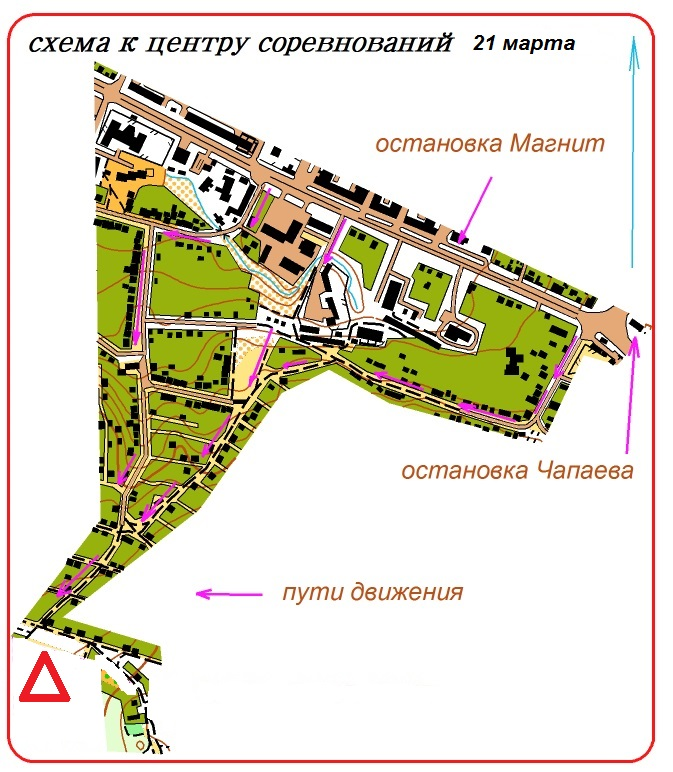 схема к центру соревнований 21 марта
остановка Магнит
остановка Чапаева
пути движения